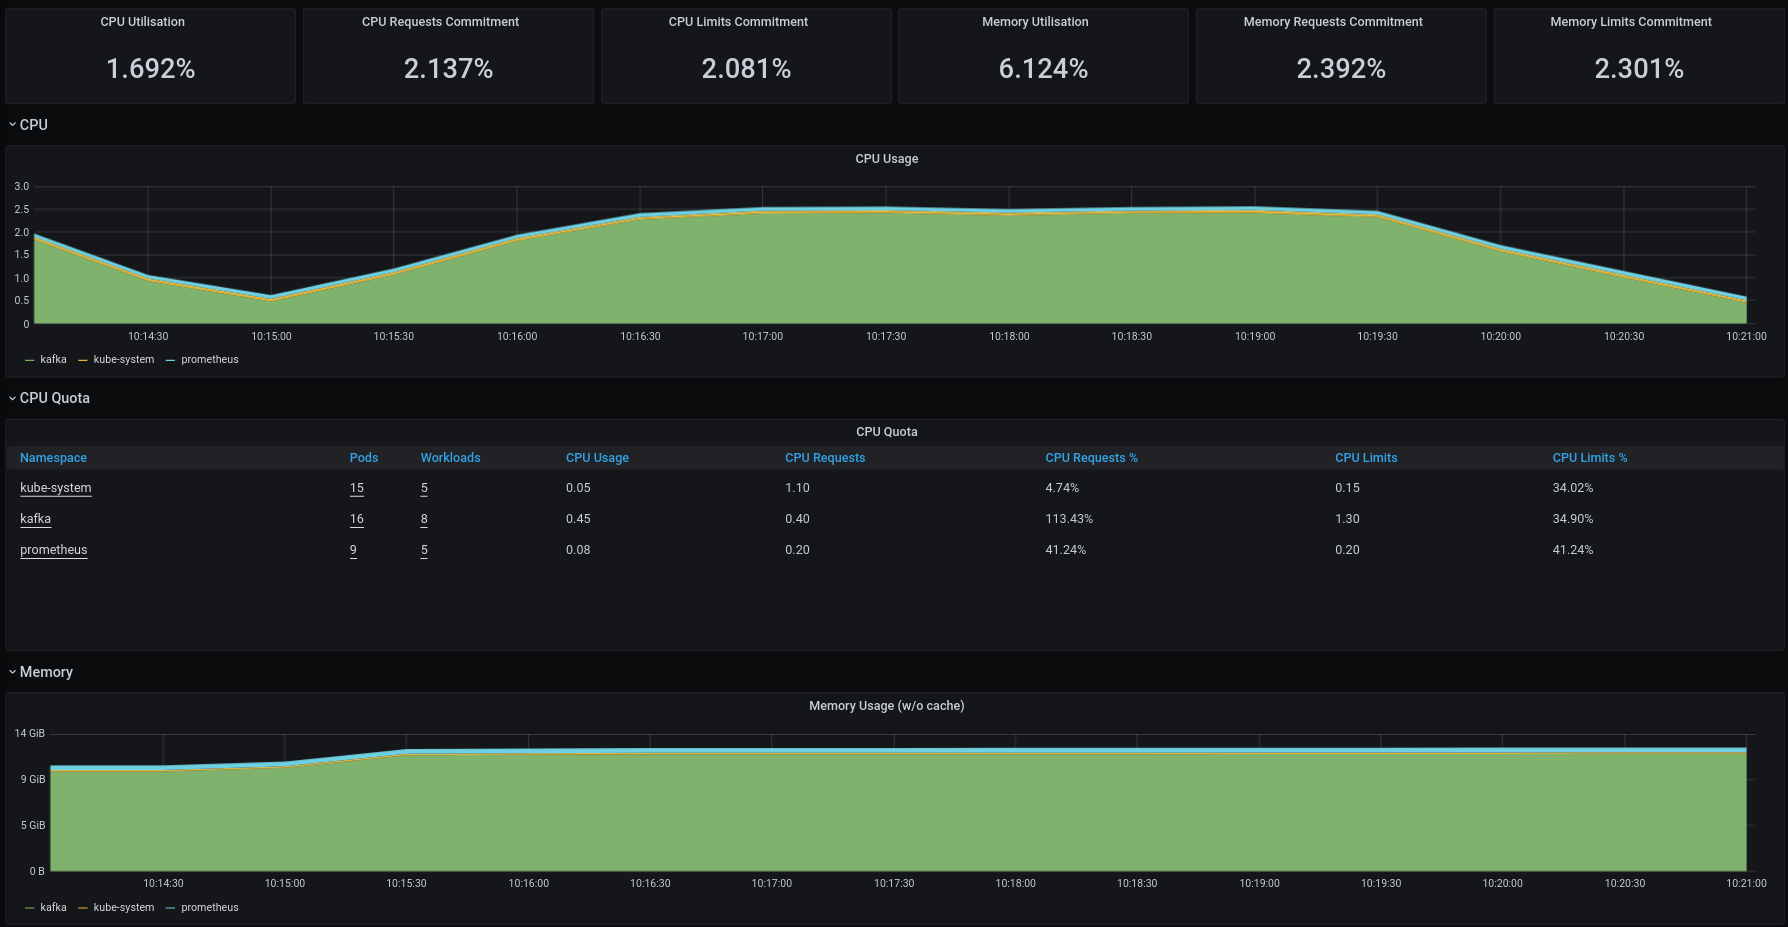 CPU Utilisation CPU Requests Commitment CPU Limits Commitment Memory Utilisation Memory Requests Commitment Memory Limits Commitment
1.692% 2.137% 2.081% 6.124% 2.392% 2.301%
CPU
CPU Usage
3.0
2.5
2.0
1.5
1.0
0.5
0
10:14:30 10:15:00 10:15:30 10:16:00 10:16:30 10:17:00 10:17:30 10:18:00 10:18:30 10:19:00 10:19:30 10:20:00 10:20:30 10:21:00
kafka kube-system prometheus
CPU Quota
CPU Quota
Namespace Pods Workloads CPU Usage CPU Requests CPU Requests % CPU Limits CPU Limits %
kube-system 15 5 0.05 1.10 4.74% 0.15 34.02%
kafka 16 8 0.45 0.40 113.43% 1.30 34.90%
prometheus 9 5 0.08 0.20 41.24% 0.20 41.24%
Memory
Memory Usage (w/o cache)
14 GiB
9 GiB
5 GiB
0 B
10:14:30 10:15:00 10:15:30 10:16:00 10:16:30 10:17:00 10:17:30 10:18:00 10:18:30 10:19:00 10:19:30 10:20:00 10:20:30 10:21:00
kafka kube-system prometheus